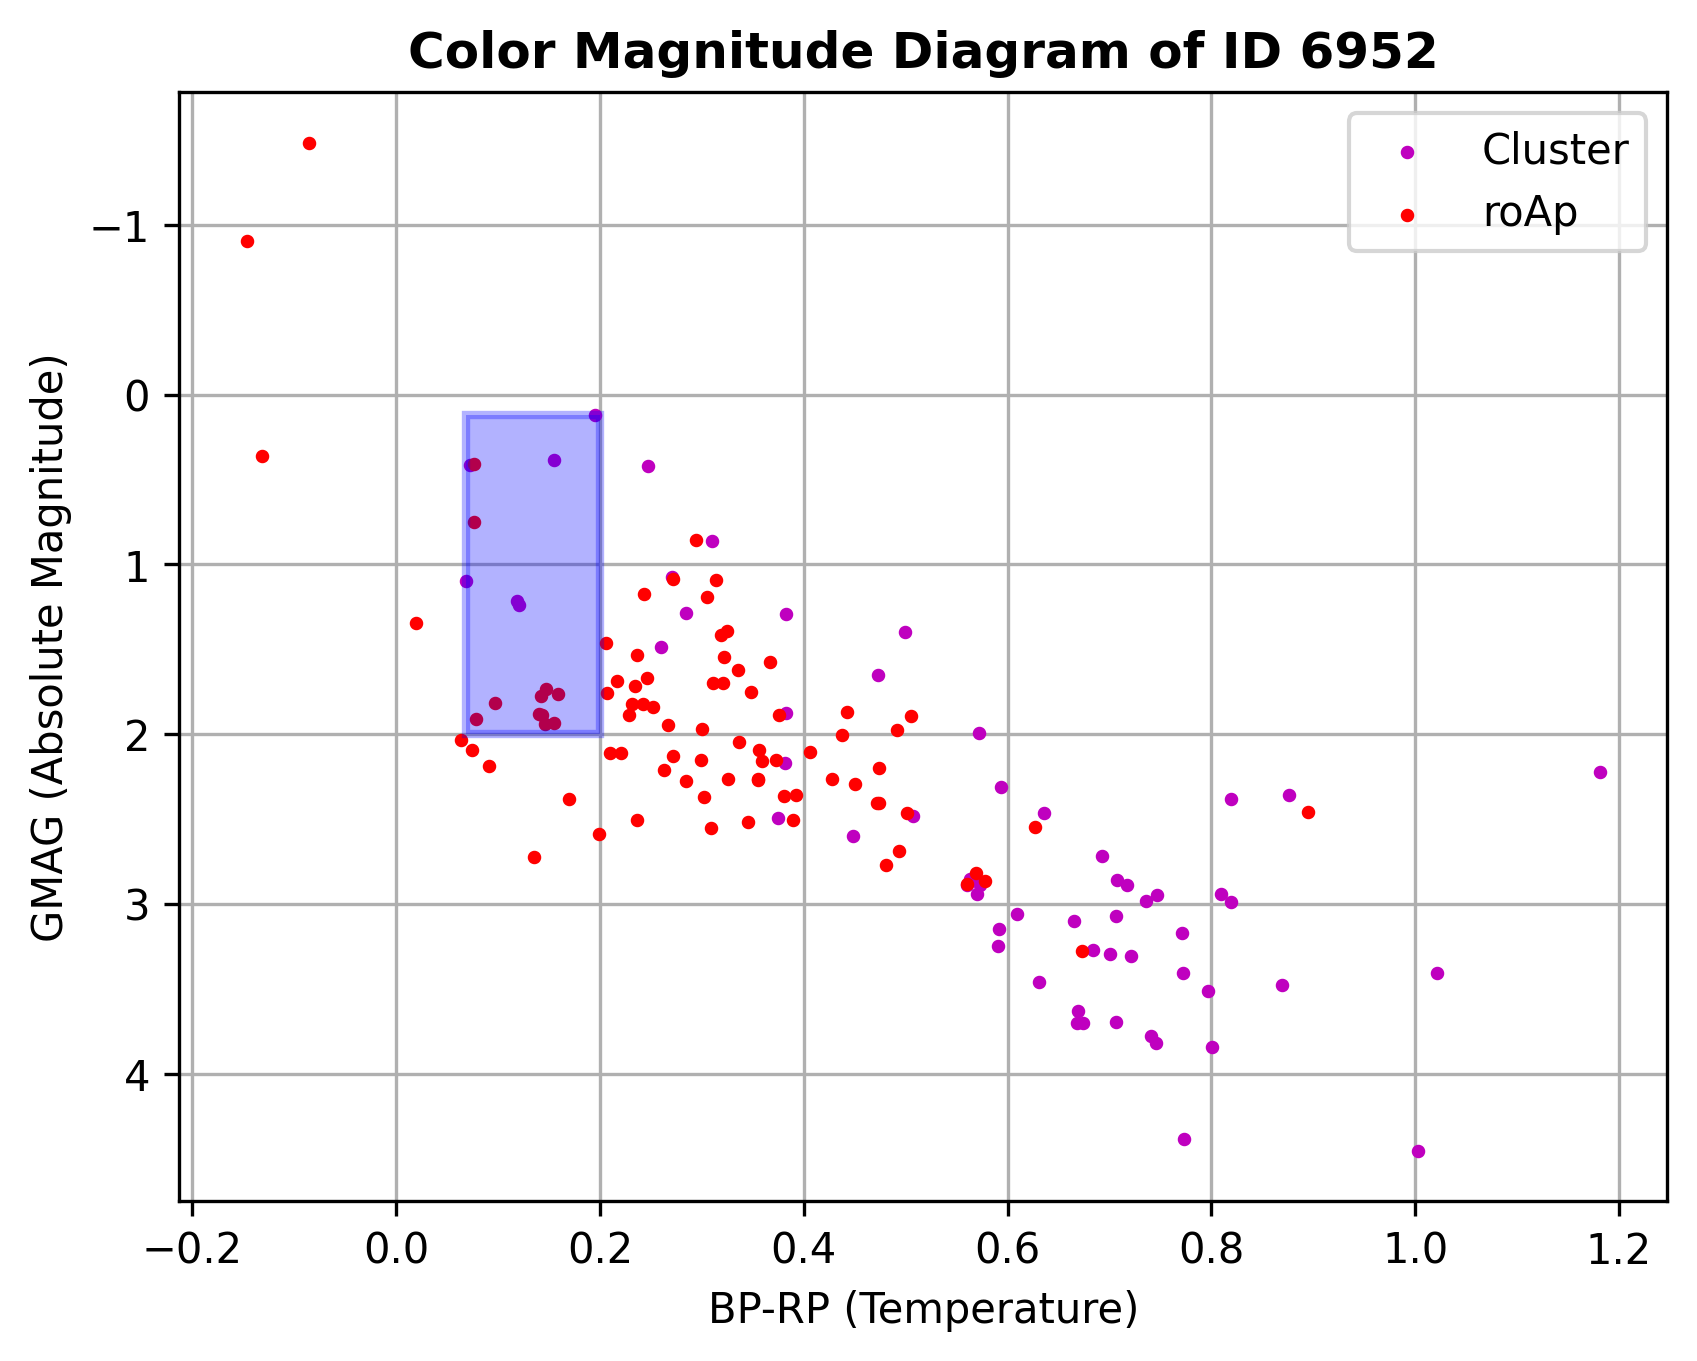 Color Magnitude Diagram of ID 6952
Cluster
roAp
−1
0
1
2
3
4
GMAG (Absolute Magnitude)
−0.2 0.0 0.2 0.4 0.6 0.8 1.0 1.2
BP-RP (Temperature)